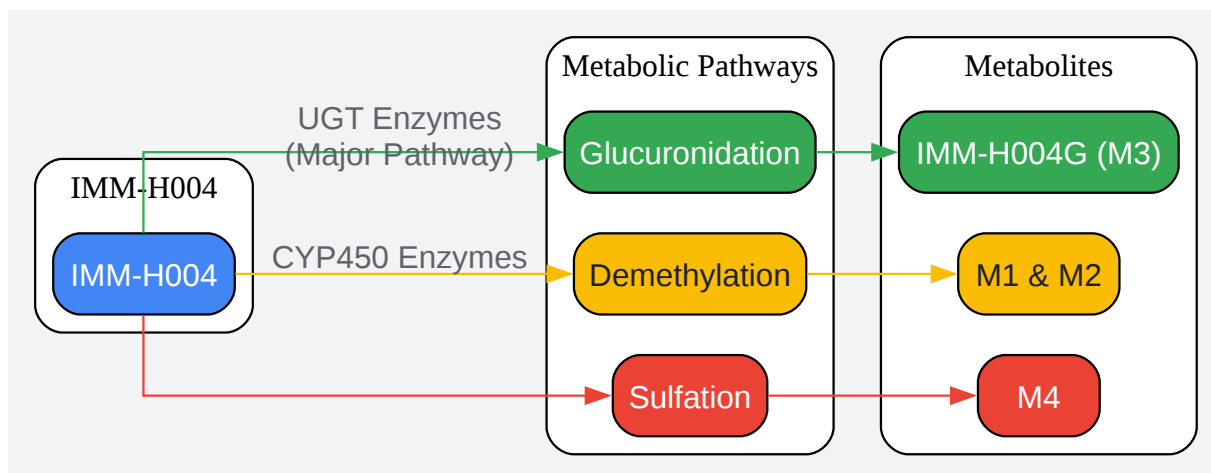 Metabolic Pathways
Metabolites
UGT Enzymes
(Major Pathway)
Glucuronidation
IMM-H004G (M3)
IMM-H004
IMM-H004
CYP450 Enzymes
Demethylation
M1 & M2
Sulfation
M4